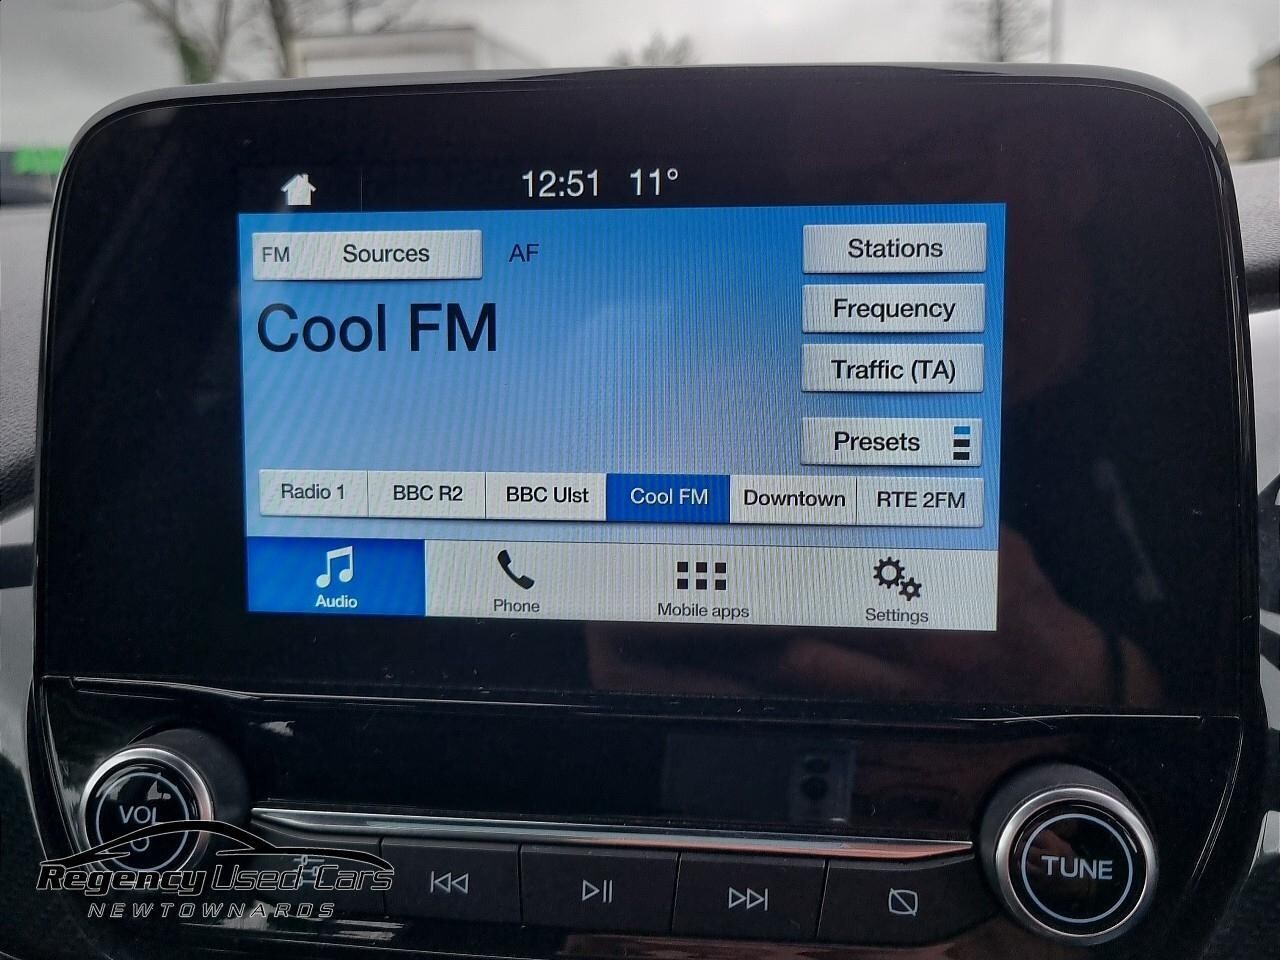 12:51 11°
FM Sources AF
Stations
Cool FM
Frequency
Traffic (TA)
Presets
Radio 1 BBC R2 BBC Ulst Cool FM Downtown RTE 2FM
Audio Phone Mobile apps Settings
VOL
TUNE
Regency Used Cars
NEWTOWNARDS